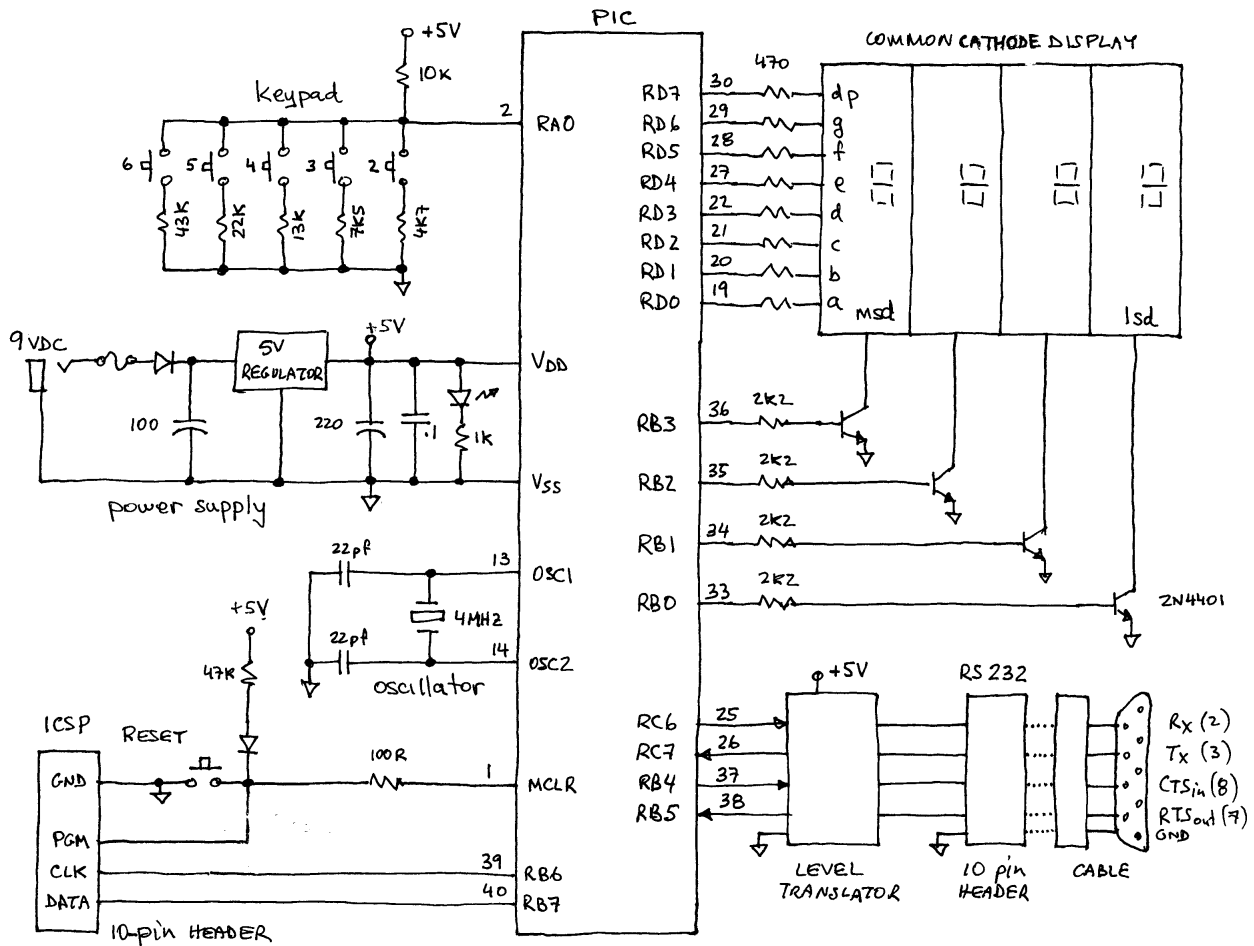 PIC
+5V
10K
Keypad
2
RA0
6
5
4
3
2
43K
22K
13K
7K5
4K7
9VDC
5V
REGULATOR
+5V
VDD
100
220
.1
1K
VSS
power supply
22pf
13
OSC1
4MHZ
22pf
14
OSC2
oscillator
+5V
47K
ICSP
RESET
100R
1
MCLR
GND
PGM
CLK
39
RB6
DATA
40
RB7
10-pin HEADER
COMMON CATHODE DISPLAY
470
RD7
30
dp
RD6
29
g
RD5
28
f
RD4
27
e
RD3
22
d
RD2
21
c
RD1
20
b
RD0
19
a
msd
lsd
RB3
36
2K2
RB2
35
2K2
RB1
34
2K2
RB0
33
2K2
2N4401
+5V
RS232
RC6
25
Rx (2)
RC7
26
Tx (3)
RB4
37
CTSin (8)
RB5
38
RTSout (7)
GND
LEVEL
TRANSLATOR
10 pin
HEADER
CABLE